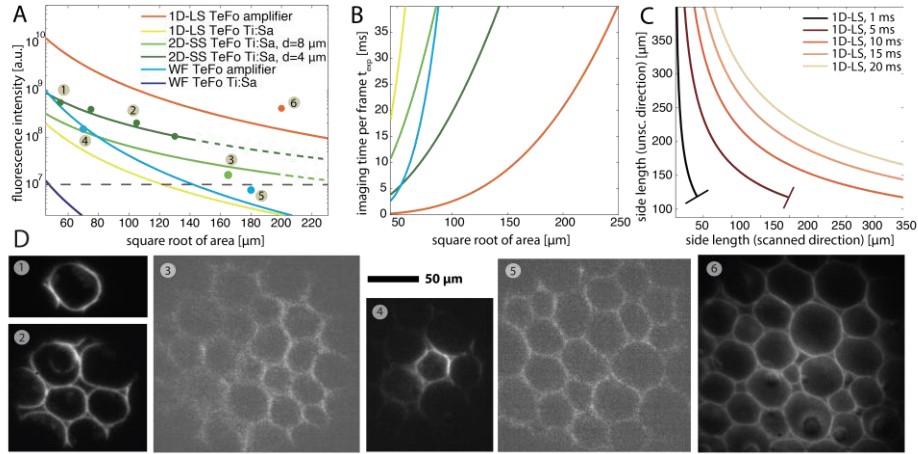 A
1D-LS TeFo amplifier
1D-LS TeFo Ti:Sa
2D-SS TeFo Ti:Sa, d=8 μm
2D-SS TeFo Ti:Sa, d=4 μm
WF TeFo amplifier
WF TeFo Ti:Sa
fluorescence intensity [a.u.]
10^10
10^9
10^8
10^7
1
2
3
4
5
6
60 80 100 120 140 160 180 200 220
square root of area [μm]
B
imaging time per frame t_exp [ms]
40
35
30
25
20
15
10
5
0
50 100 150 200 250
square root of area [μm]
C
1D-LS, 1 ms
1D-LS, 5 ms
1D-LS, 10 ms
1D-LS, 15 ms
1D-LS, 20 ms
side length (unsc. direction) [μm]
400
300
200
100
50 100 150 200 250 300 350
side length (scanned direction) [μm]
D
1
2
3
50 μm
4
5
6